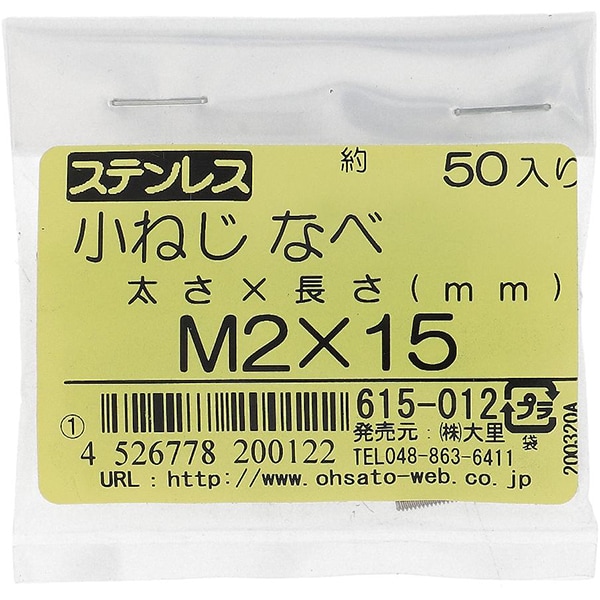 ステンレス 約 50入り
小ねじ なべ
太さ×長さ(mm)
M2×15
① 615-012 プラ
発売元:㈱大里 袋
4 526778 200122 TEL048-863-6411
URL:http://www.ohsato-web.co.jp
200320A